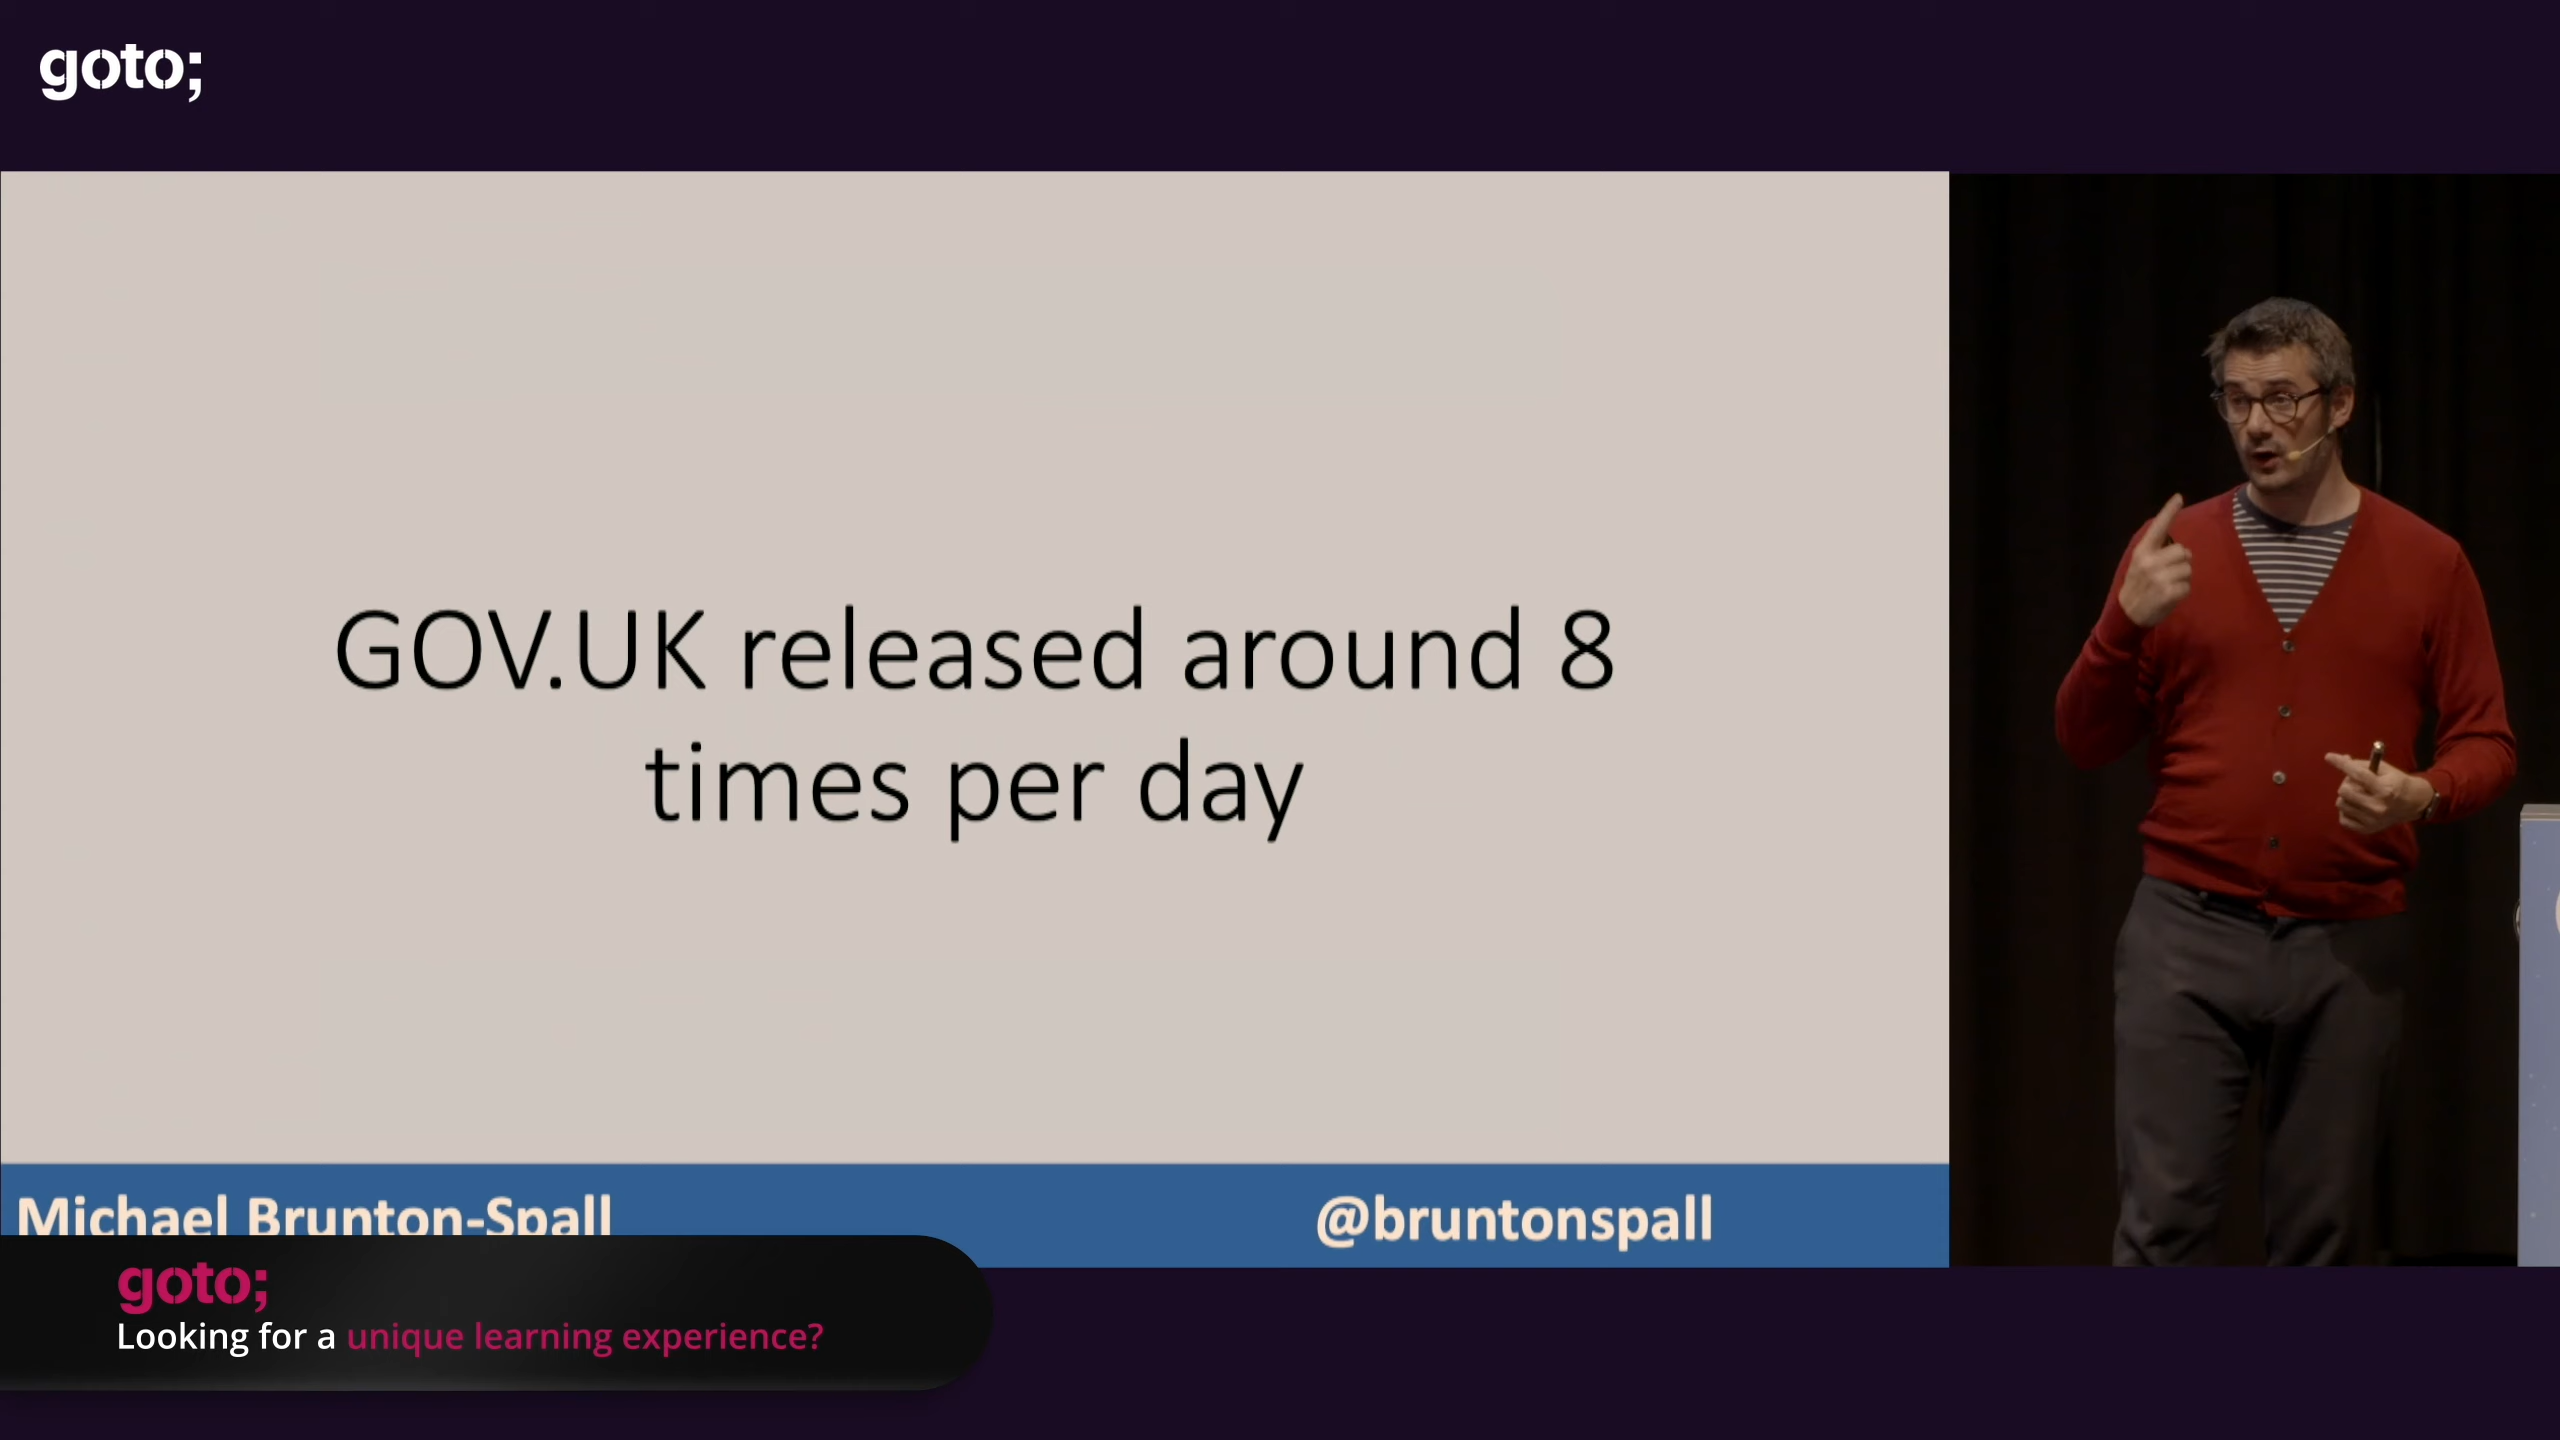 goto;
GOV.UK released around 8
times per day
Michael Brunton-Spall
@bruntonspall
goto;
Looking for a unique learning experience?